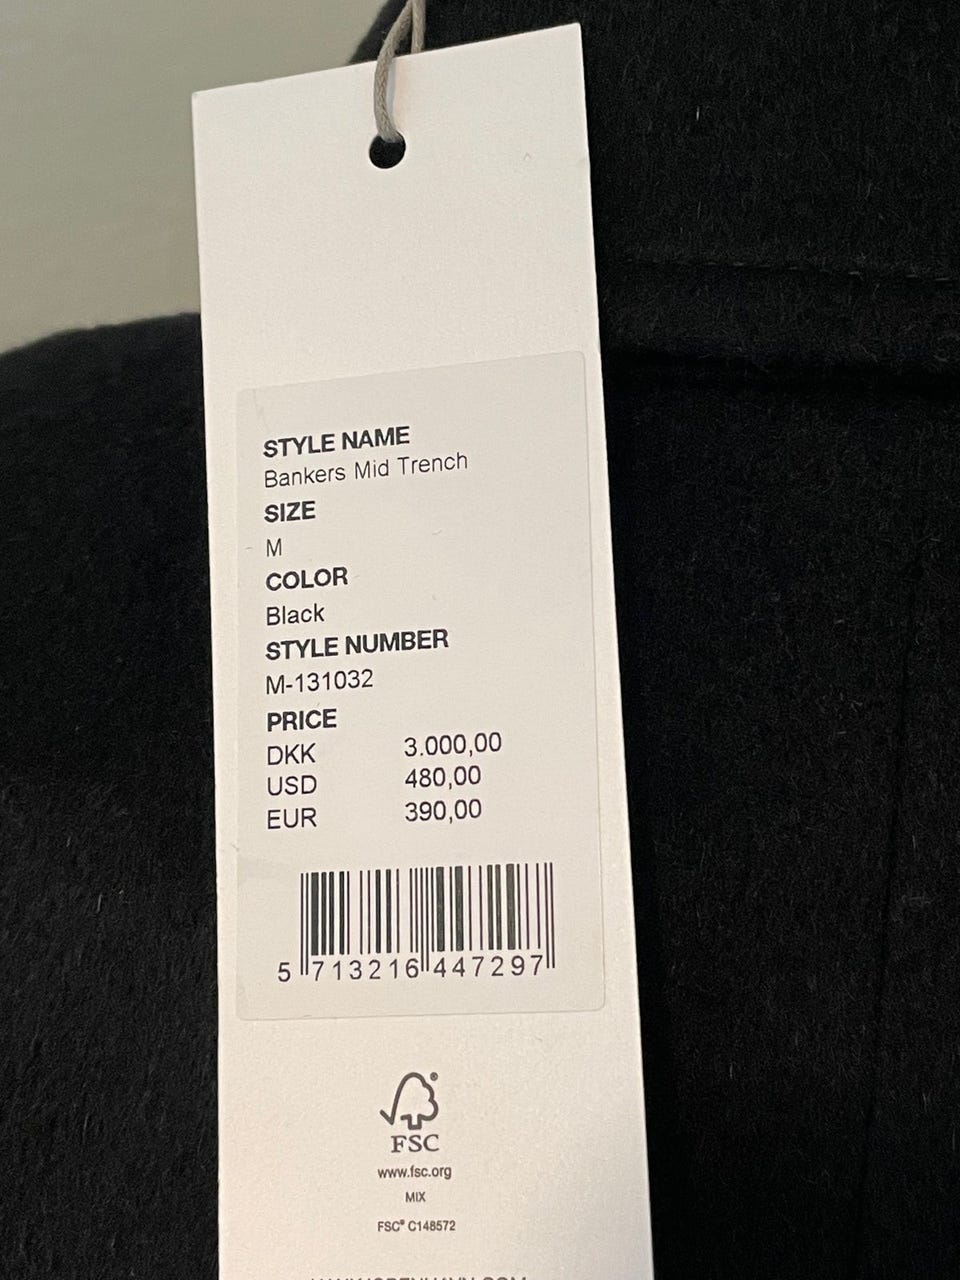 STYLE NAME
Bankers Mid Trench
SIZE
M
COLOR
Black
STYLE NUMBER
M-131032
PRICE
DKK 3.000,00
USD 480,00
EUR 390,00
5 713216 447297
FSC®
www.fsc.org
MIX
FSC® C148572